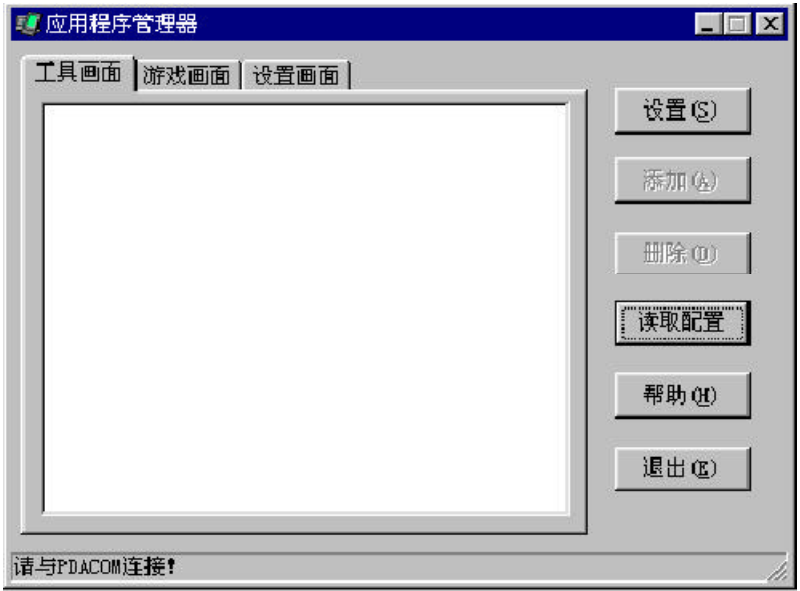 应用程序管理器
工具画面 游戏画面 设置画面
设置(S)
添加(A)
删除(D)
读取配置
帮助(H)
退出(E)
请与PDACOM连接!